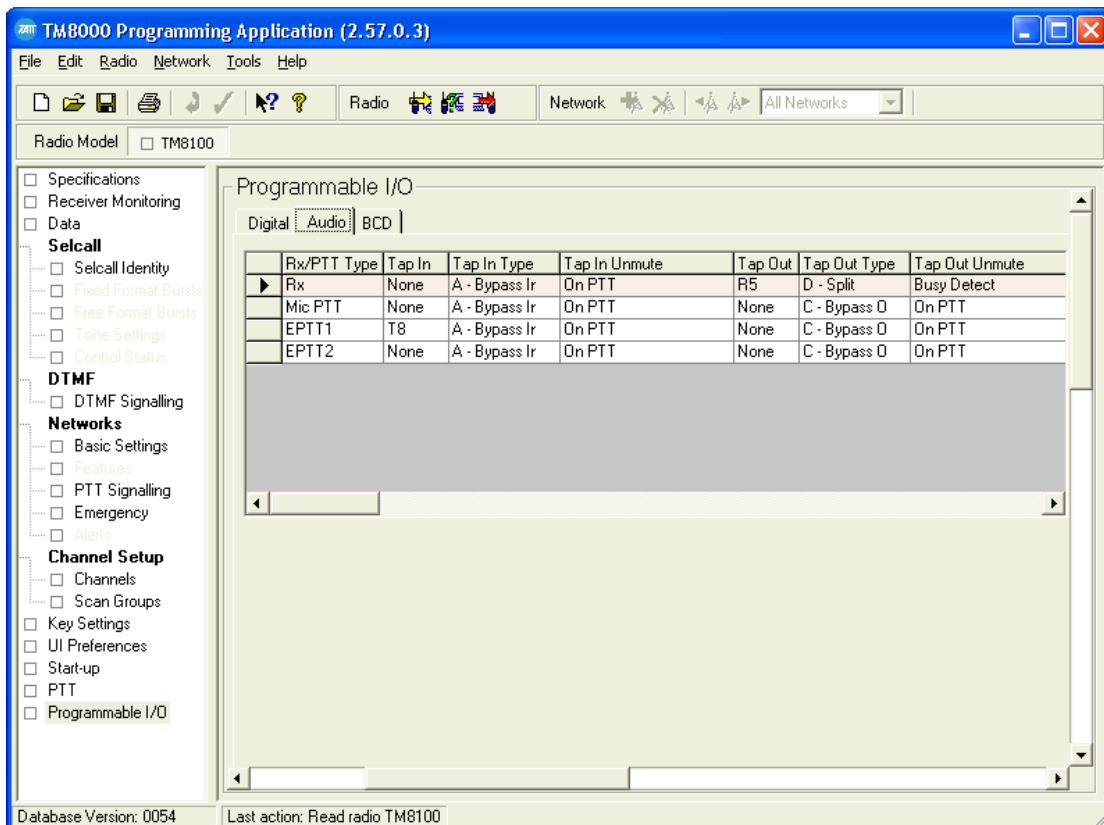 TAIT TM8000 Programming Application (2.57.0.3)
File Edit Radio Network Tools Help
Radio Network All Networks
Radio Model TM8100
Specifications
Receiver Monitoring
Data
Selcall
Selcall Identity
Fixed Format Bursts
Free Format Bursts
Tone Settings
Control Status
DTMF
DTMF Signalling
Networks
Basic Settings
Features
PTT Signalling
Emergency
Alerts
Channel Setup
Channels
Scan Groups
Key Settings
UI Preferences
Start-up
PTT
Programmable I/O
Programmable I/O
Digital Audio BCD
Rx/PTT Type Tap In Tap In Type Tap In Unmute Tap Out Tap Out Type Tap Out Unmute
Rx None A - Bypass Ir On PTT R5 D - Split Busy Detect
Mic PTT None A - Bypass Ir On PTT None C - Bypass O On PTT
EPTT1 T8 A - Bypass Ir On PTT None C - Bypass O On PTT
EPTT2 None A - Bypass Ir On PTT None C - Bypass O On PTT
Database Version: 0054 Last action: Read radio TM8100